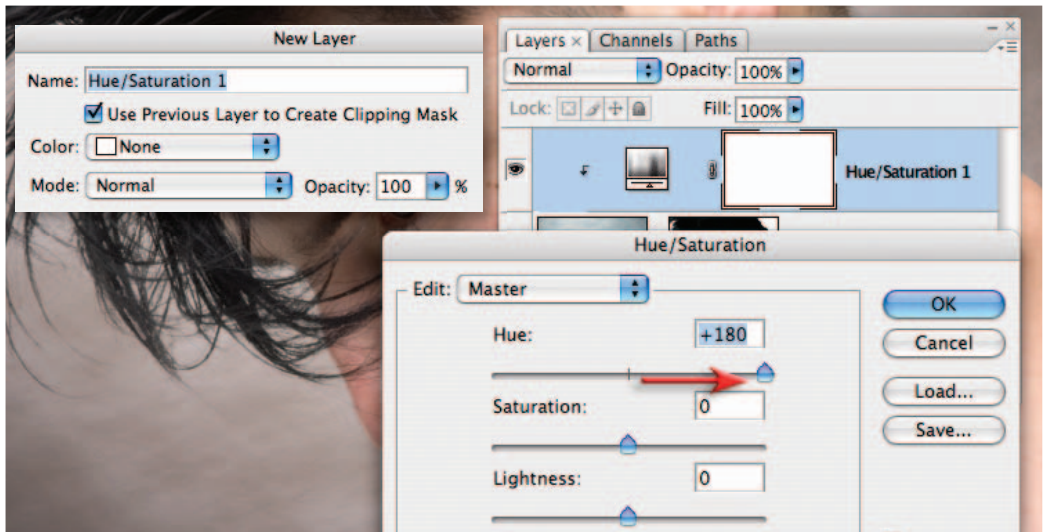 New Layer
Name: Hue/Saturation 1
Use Previous Layer to Create Clipping Mask
Color: None
Mode: Normal Opacity: 100 %
Layers × Channels Paths
Normal Opacity: 100%
Lock: Fill: 100%
Hue/Saturation 1
Hue/Saturation
Edit: Master
Hue: +180
Saturation: 0
Lightness: 0
OK
Cancel
Load...
Save...